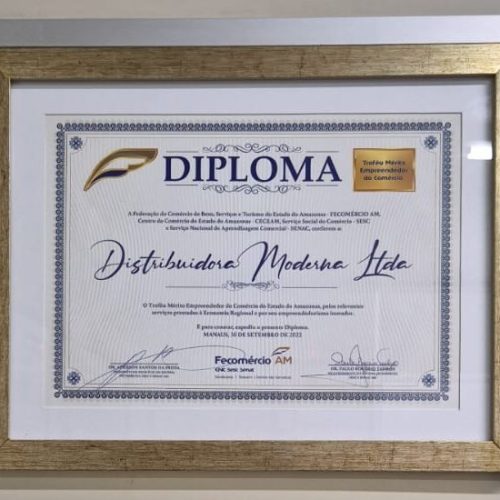 DIPLOMA
Troféu Mérito
Empreendedor
do Comércio
A Federação do Comércio de Bens, Serviços e Turismo do Estado do Amazonas - FECOMÉRCIO AM,
Centro do Comércio do Estado do Amazonas - CECEAM, Serviço Social do Comércio - SESC
e Serviço Nacional de Aprendizagem Comercial - SENAC, conferem a
Distribuidora Moderna Ltda
O Troféu Mérito Empreendedor do Comércio do Estado do Amazonas, pelos relevantes
serviços prestados à Economia Regional e por seu empreendedorismo inovador.
E para constar, expediu o presente Diploma.
MANAUS, 30 DE SETEMBRO DE 2022
Fecomércio AM
CNC Sesc Senac